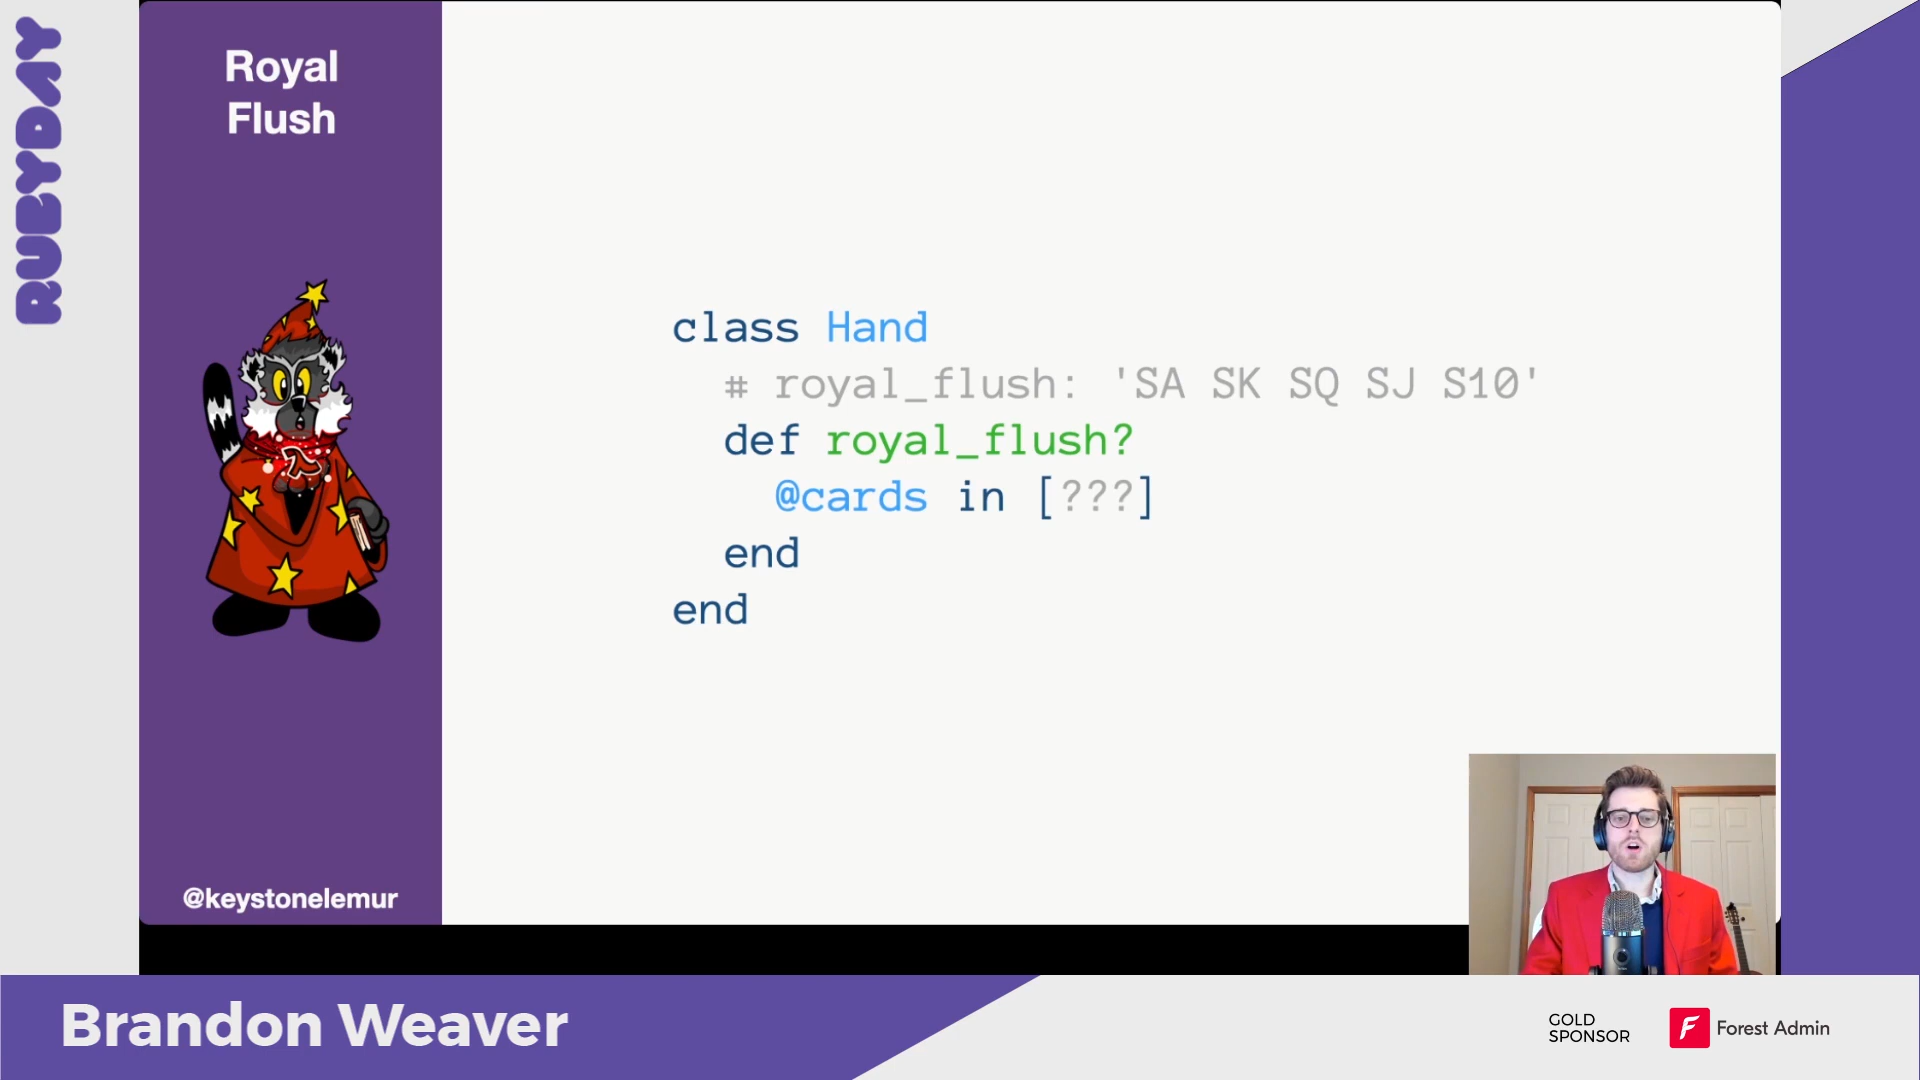 RUBYDAY
Royal
Flush
class Hand
# royal_flush: 'SA SK SQ SJ S10'
def royal_flush?
@cards in [???]
end
end
@keystonelemur
Brandon Weaver
GOLD
SPONSOR
Forest Admin